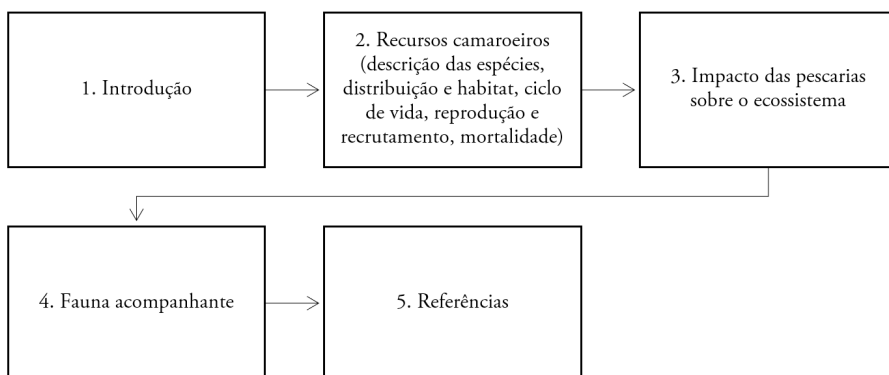 1. Introdução
2. Recursos camaroeiros
(descrição das espécies,
distribuição e habitat, ciclo
de vida, reprodução e
recrutamento, mortalidade)
3. Impacto das pescarias
sobre o ecossistema
4. Fauna acompanhante
5. Referências